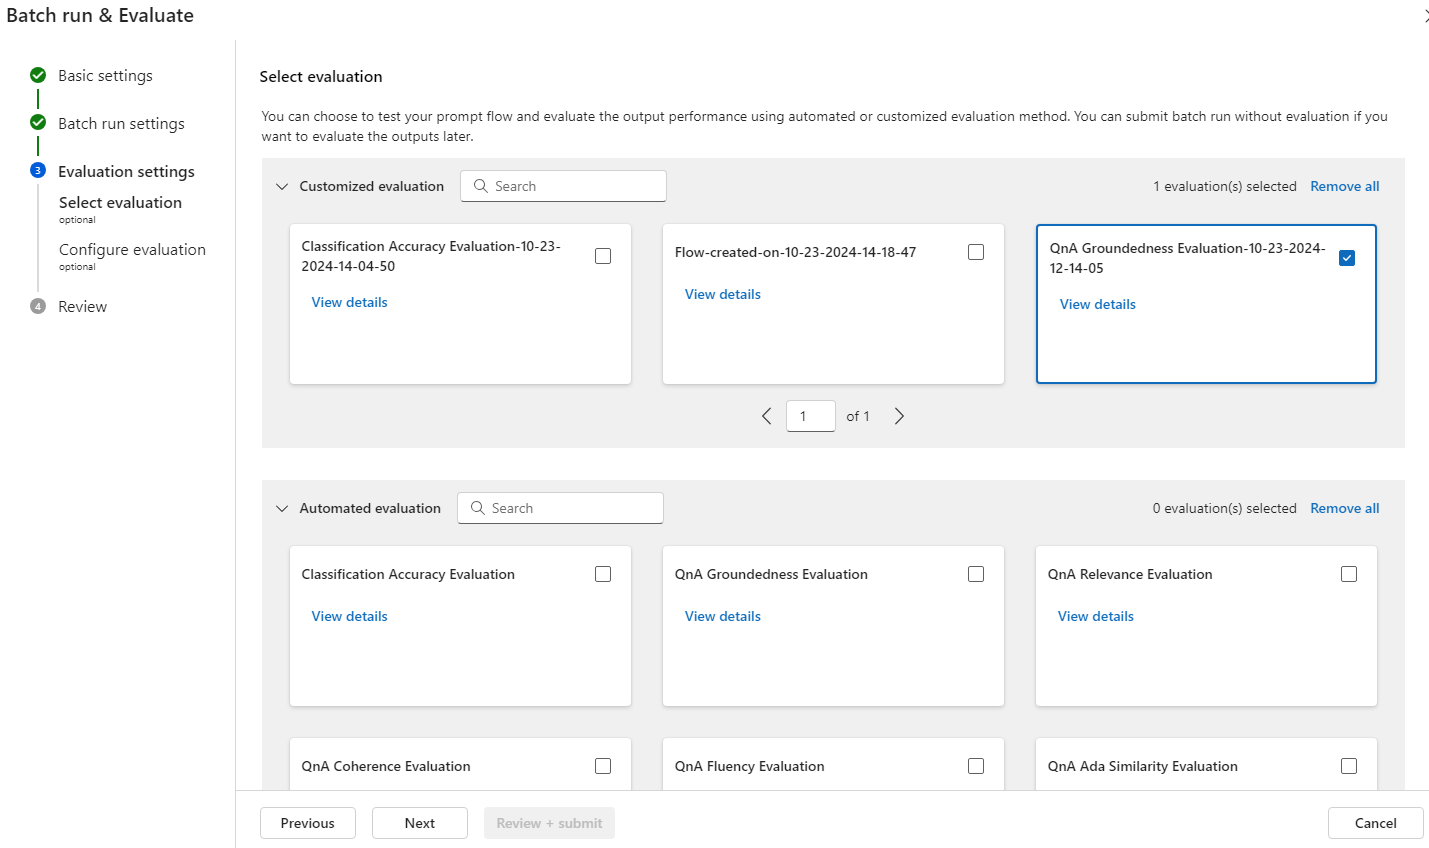 Batch run & Evaluate
Basic settings
Batch run settings
3
Evaluation settings
Select evaluation
optional
Configure evaluation
optional
4
Review
Select evaluation
You can choose to test your prompt flow and evaluate the output performance using automated or customized evaluation method. You can submit batch run without evaluation if you
want to evaluate the outputs later.
Customized evaluation
Search
1 evaluation(s) selected
Remove all
Classification Accuracy Evaluation-10-23-
2024-14-04-50
View details
Flow-created-on-10-23-2024-14-18-47
View details
QnA Groundedness Evaluation-10-23-2024-
12-14-05
View details
1 of 1
Automated evaluation
Search
0 evaluation(s) selected
Remove all
Classification Accuracy Evaluation
View details
QnA Groundedness Evaluation
View details
QnA Relevance Evaluation
View details
QnA Coherence Evaluation
QnA Fluency Evaluation
QnA Ada Similarity Evaluation
Previous
Next
Review + submit
Cancel